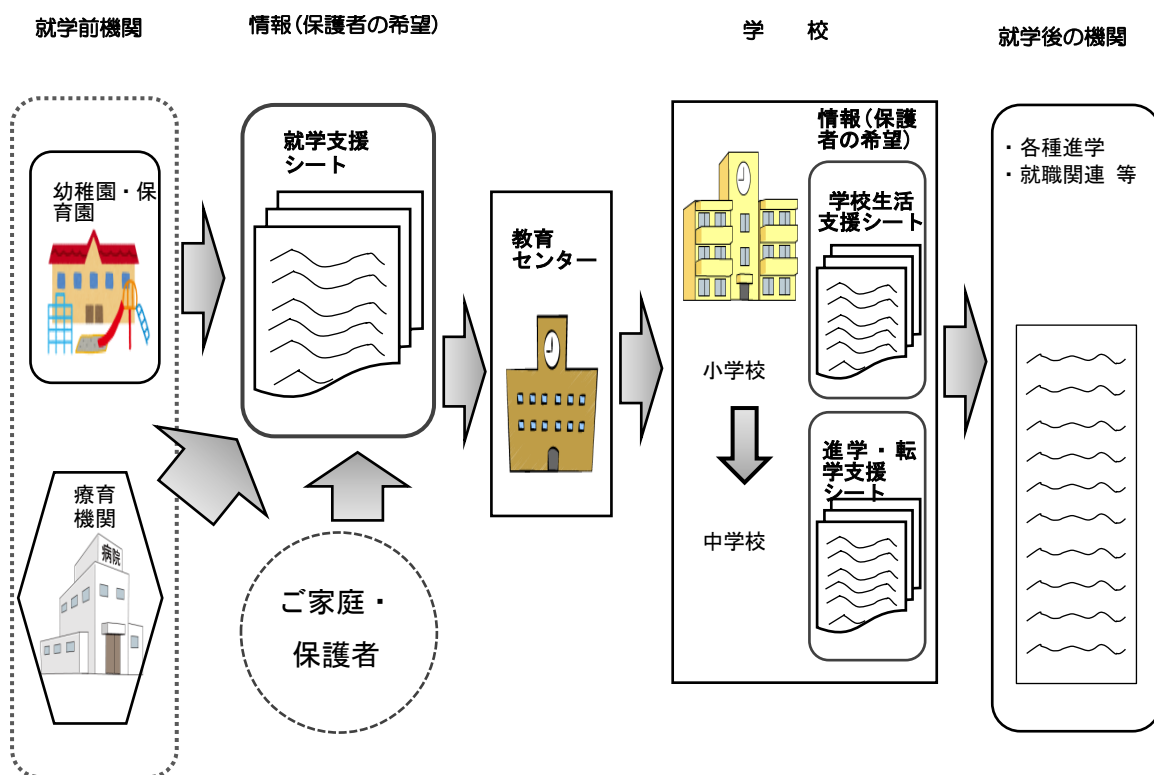 就学前機関
情報(保護者の希望)
学　　校
就学後の機関
幼稚園・保
育園
療育
機関
病院
就学支援
シート
ご家庭・
保護者
教育
センター
情報(保護
者の希望)
学校生活
支援シート
小学校
進学・転
学支援
シート
中学校
・各種進学
・就職関連 等